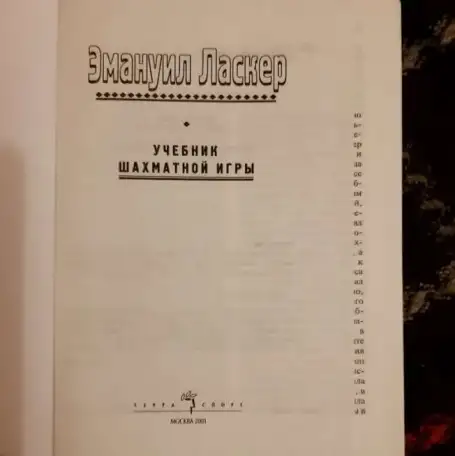 Эмануил Ласкер
УЧЕБНИК
ШАХМАТНОЙ ИГРЫ
ТЕРРА СПОРТ
МОСКВА 2001